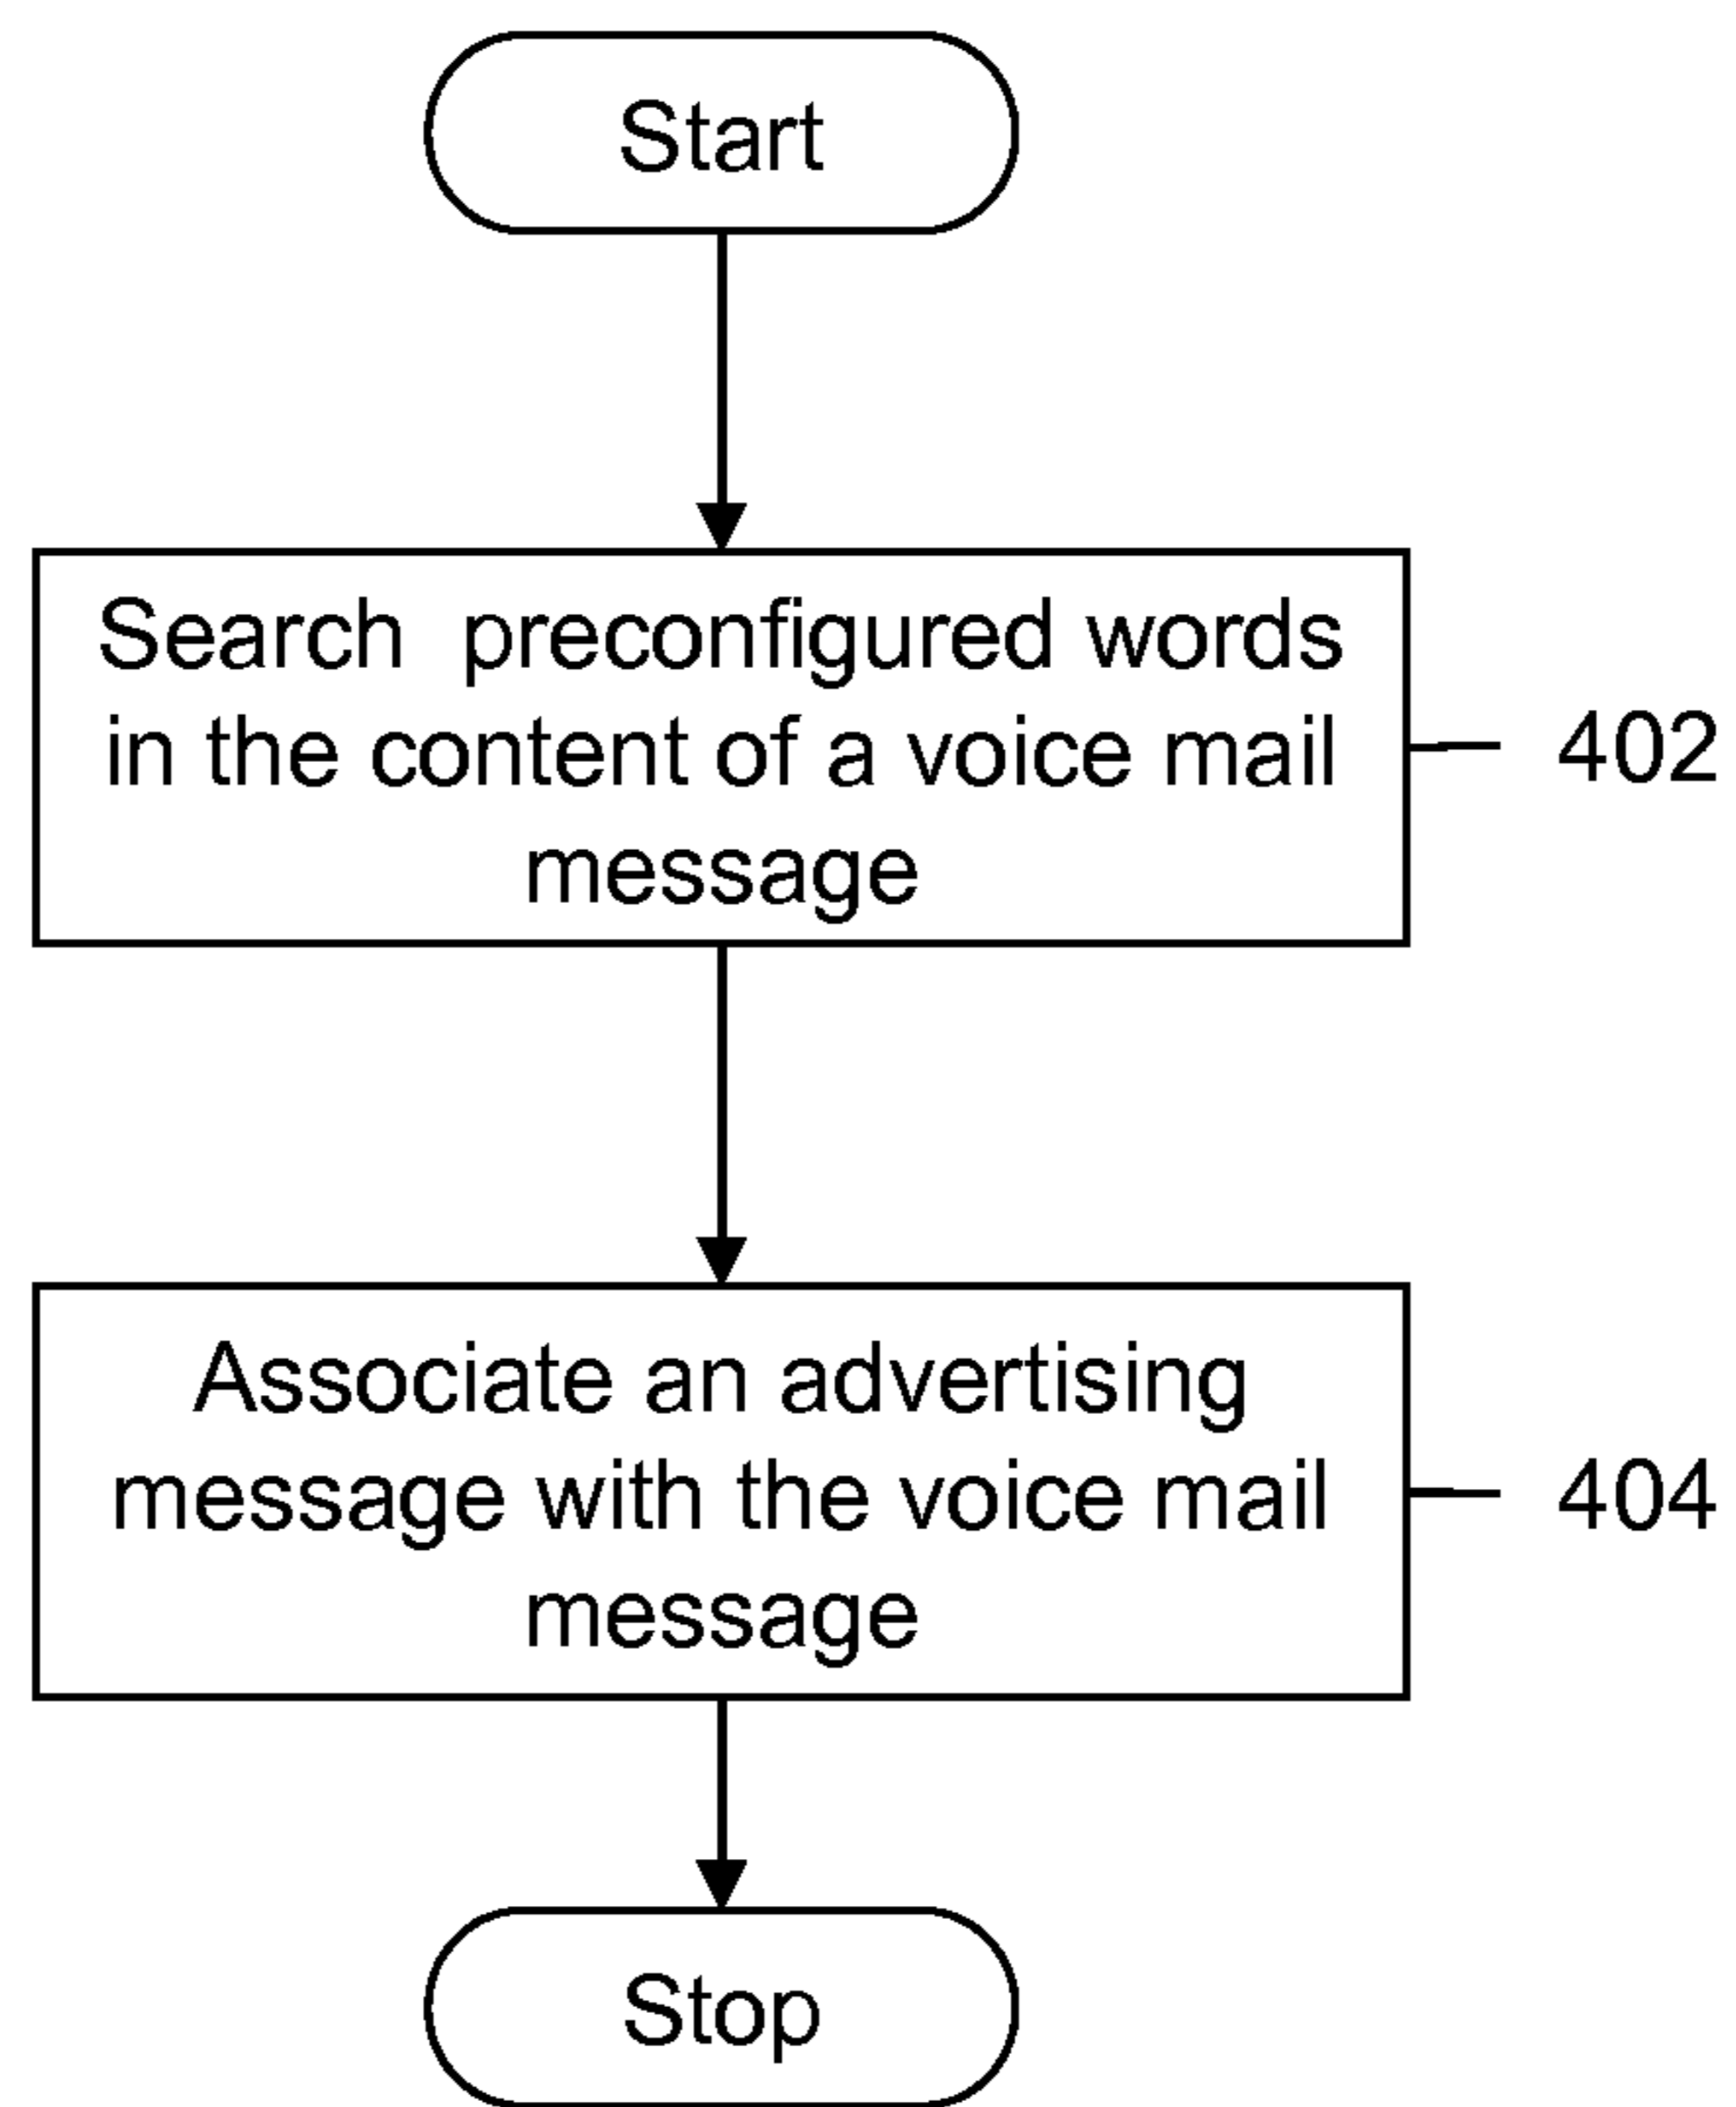 Start
Search preconfigured words
in the content of a voice mail
message
402
Associate an advertising
message with the voice mail
message
404
Stop